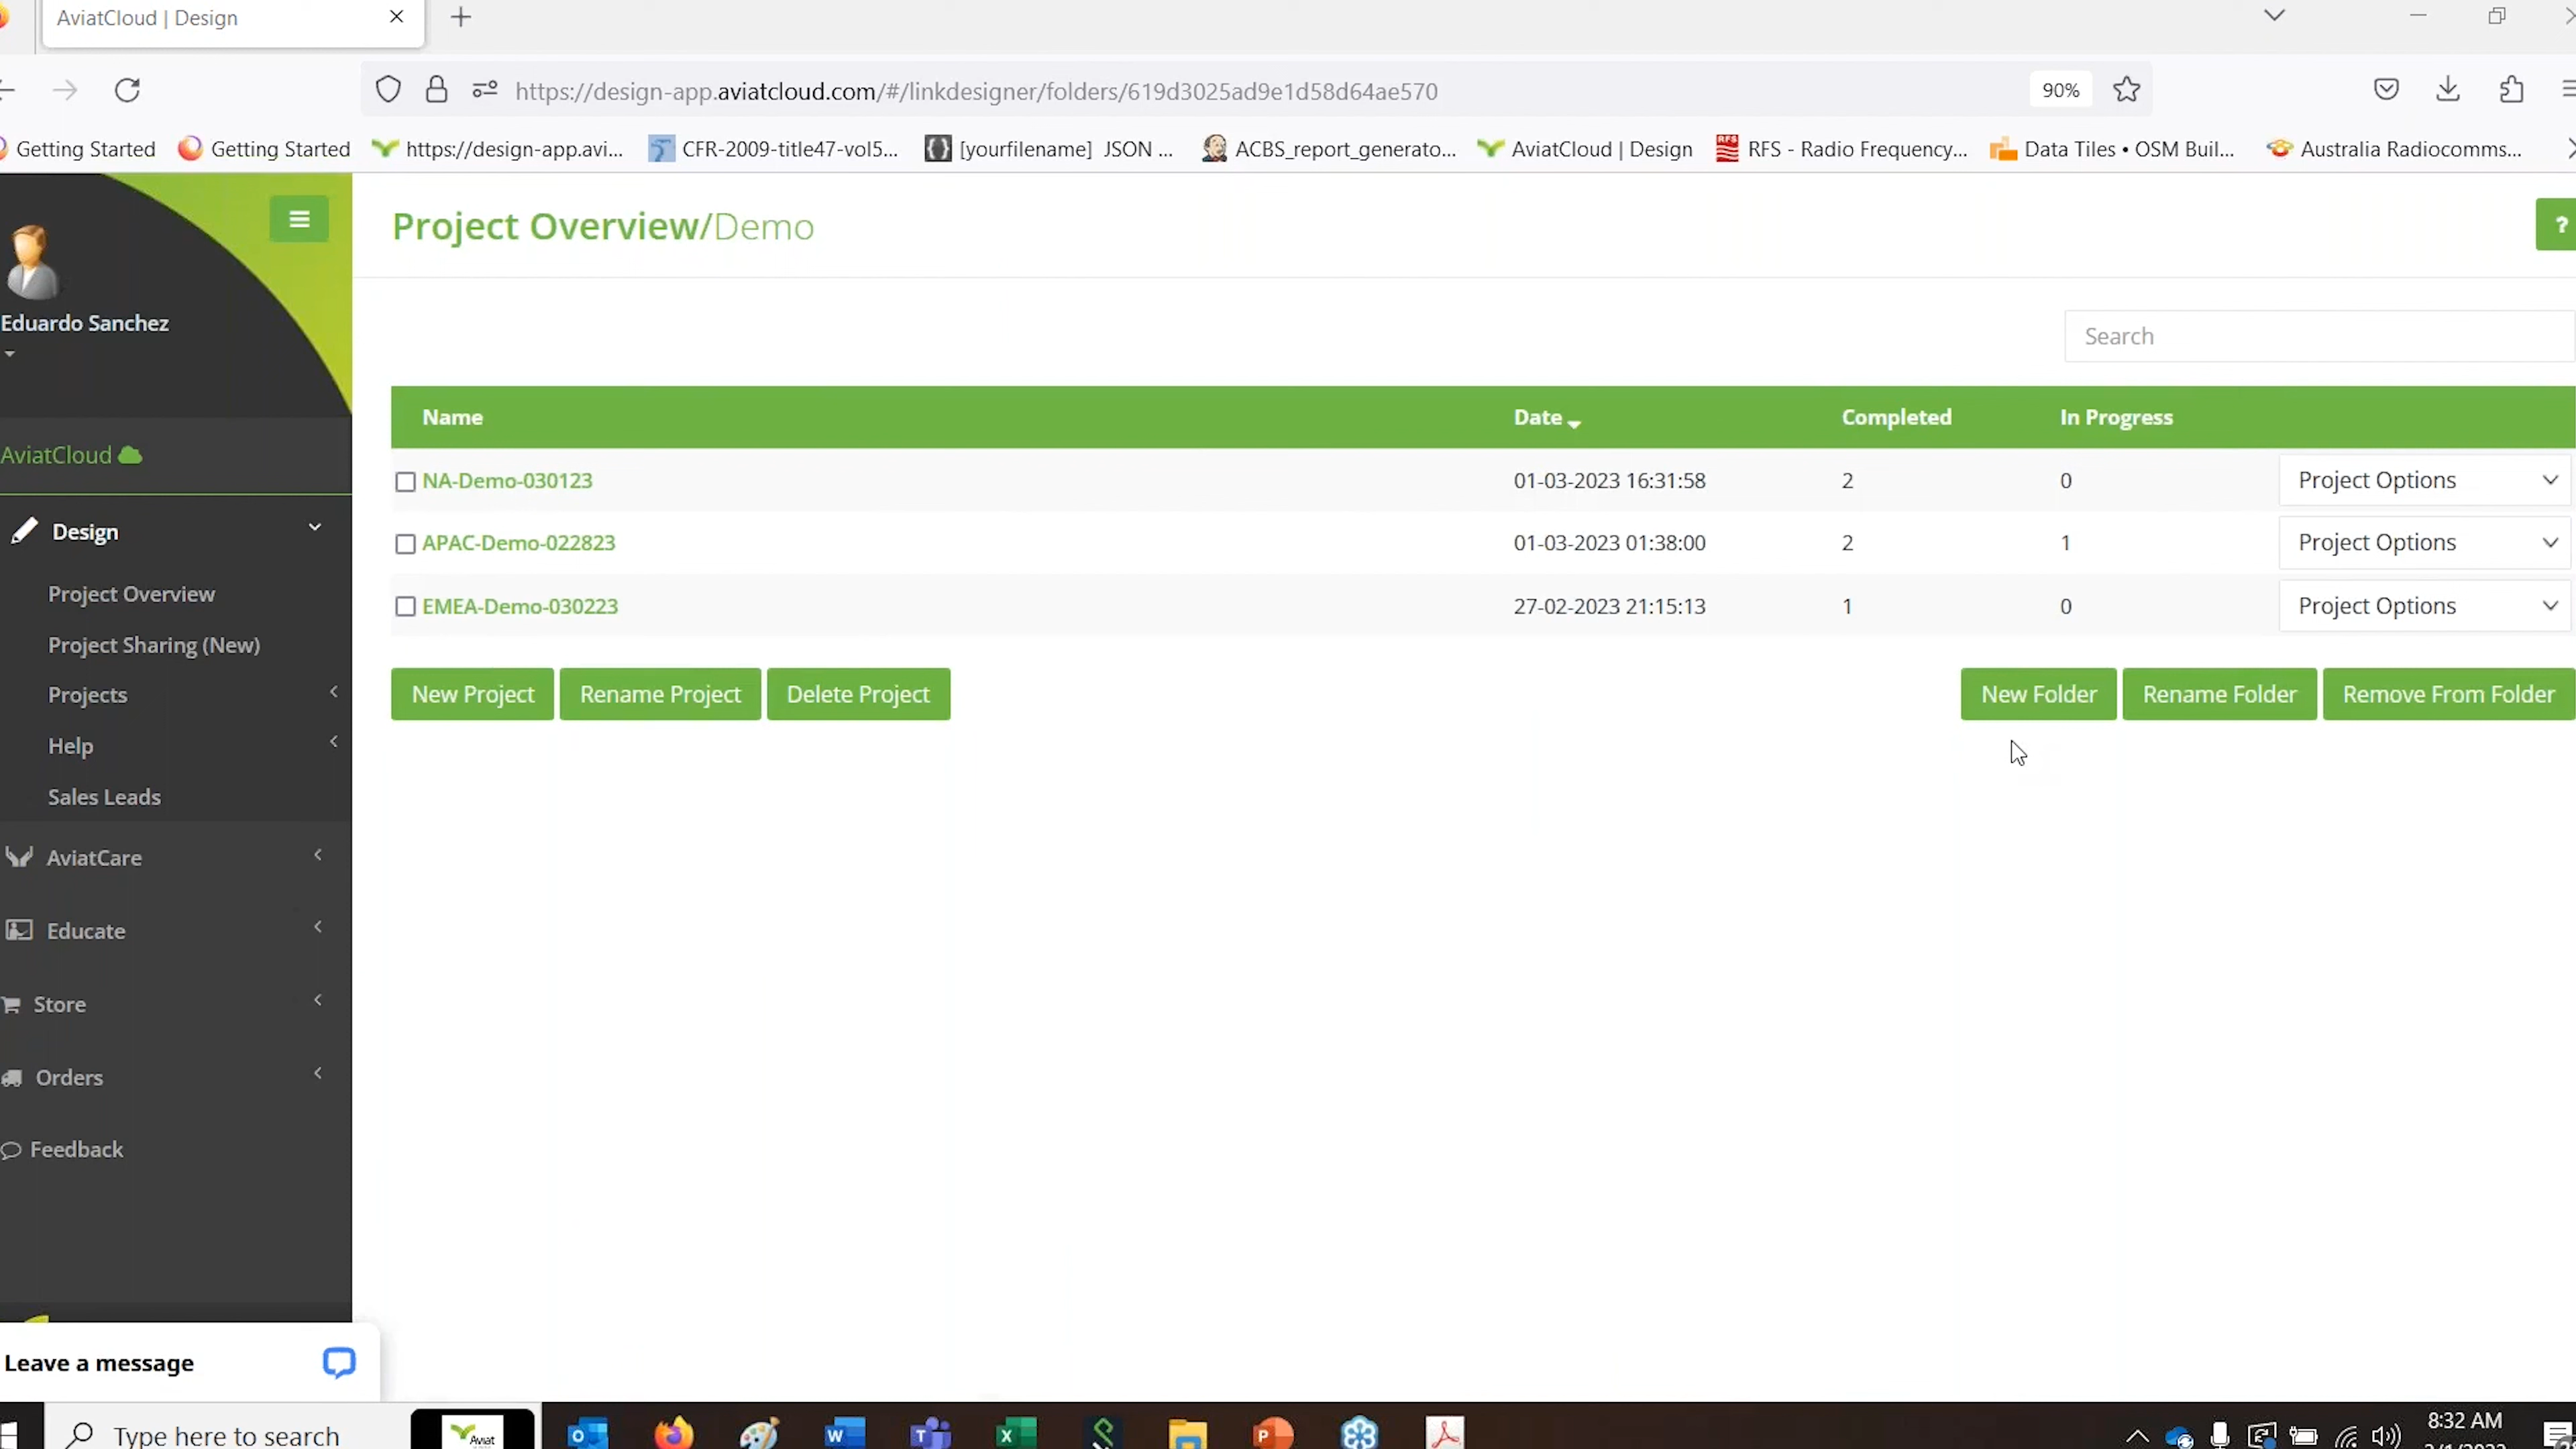 AviatCloud | Design
https://design-app.aviatcloud.com/#/linkdesigner/folders/619d3025ad9e1d58d64ae570
90%
Getting Started
Getting Started
https://design-app.avi...
CFR-2009-title47-vol5...
[yourfilename] JSON ...
ACBS_report_generato...
AviatCloud | Design
RFS - Radio Frequency...
Data Tiles • OSM Buil...
Australia Radiocomms...
Eduardo Sanchez
AviatCloud
Design
Project Overview
Project Sharing (New)
Projects
Help
Sales Leads
AviatCare
Educate
Store
Orders
Feedback
Leave a message
Project Overview/Demo
?
Search
Name Date Completed In Progress
NA-Demo-030123 01-03-2023 16:31:58 2 0 Project Options
APAC-Demo-022823 01-03-2023 01:38:00 2 1 Project Options
EMEA-Demo-030223 27-02-2023 21:15:13 1 0 Project Options
New Project Rename Project Delete Project New Folder Rename Folder Remove From Folder
Type here to search
Aviat
8:32 AM